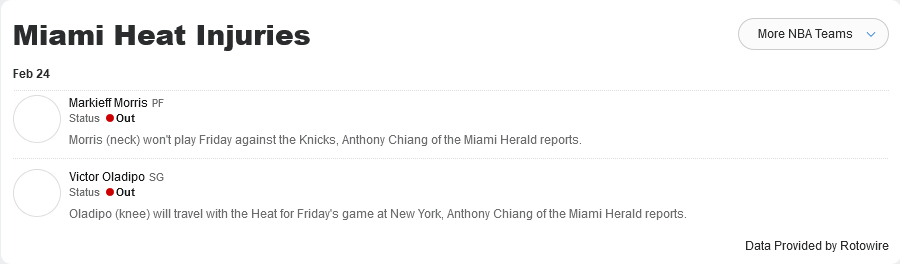 Miami Heat Injuries
More NBA Teams
Feb 24
Markieff Morris PF
Status Out
Morris (neck) won't play Friday against the Knicks, Anthony Chiang of the Miami Herald reports.
Victor Oladipo SG
Status Out
Oladipo (knee) will travel with the Heat for Friday's game at New York, Anthony Chiang of the Miami Herald reports.
Data Provided by Rotowire